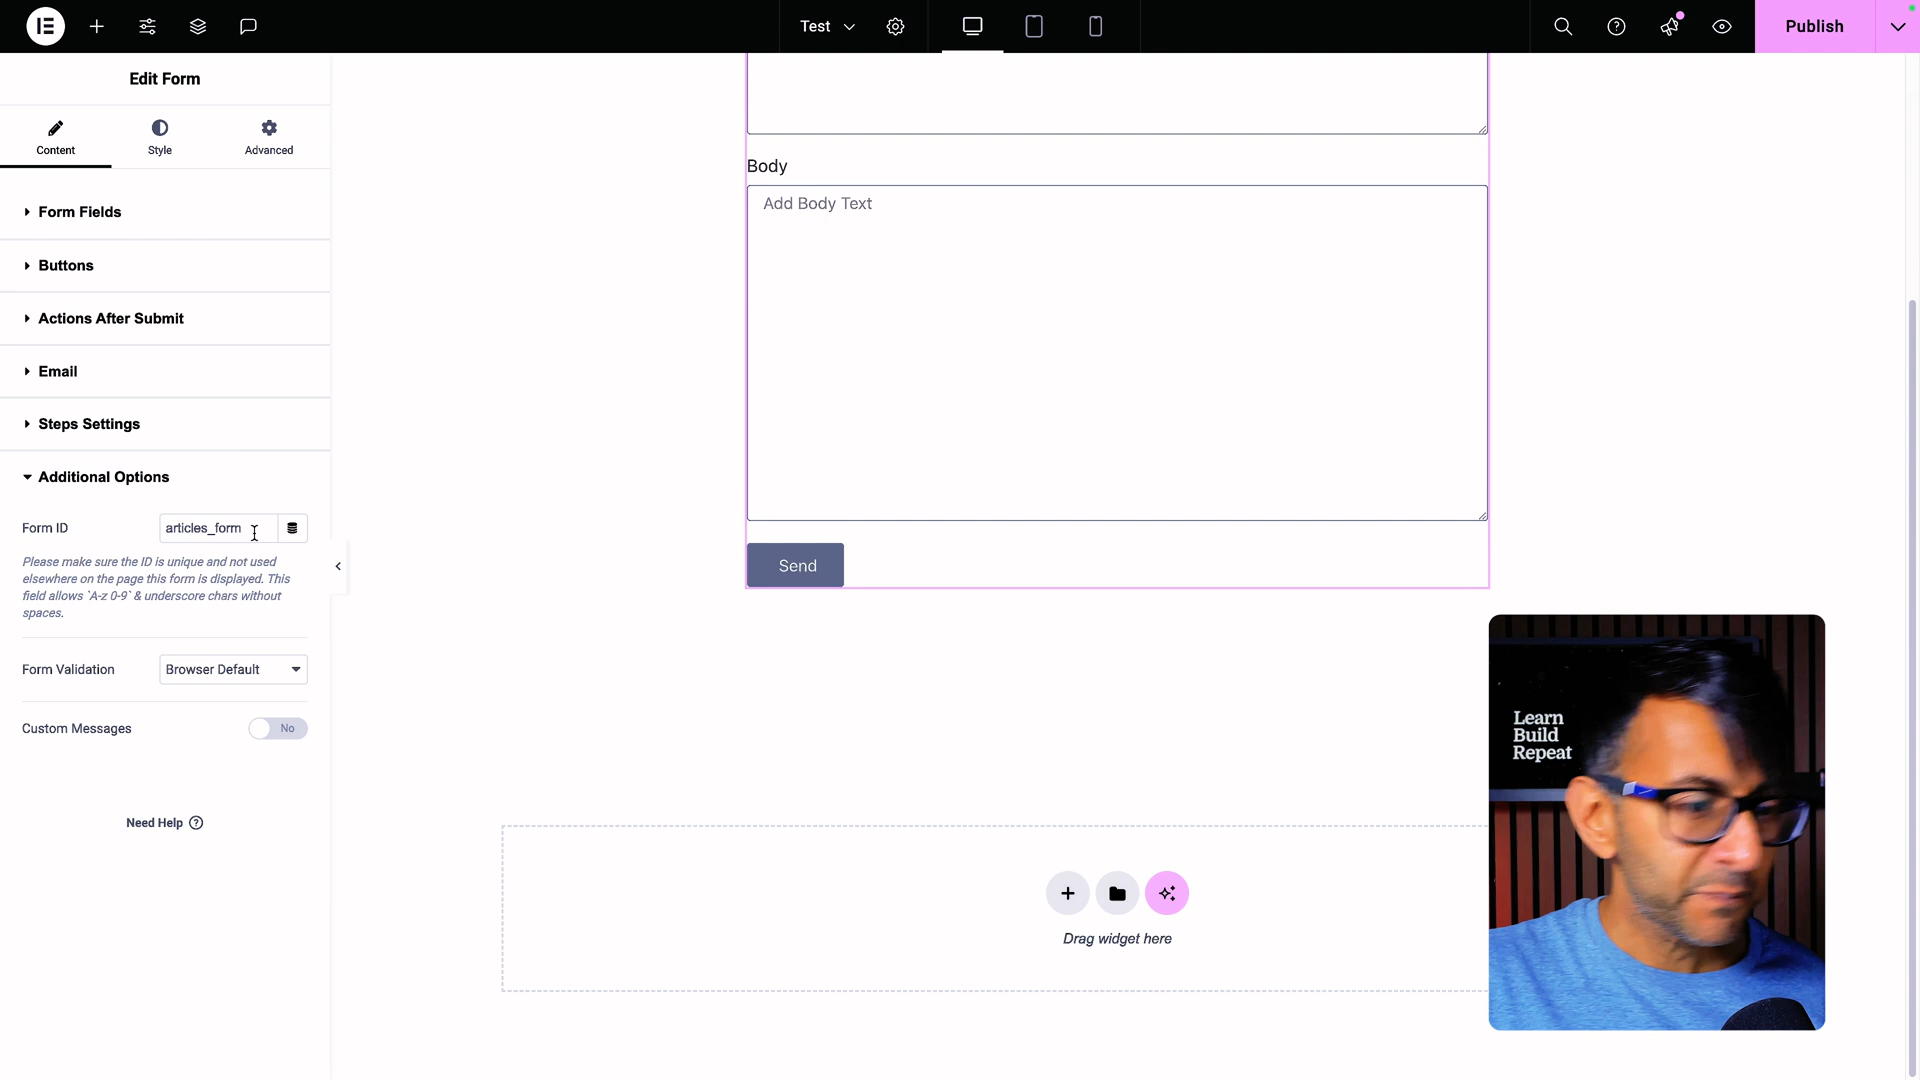 Test
Publish
Edit Form
Content
Style
Advanced
Form Fields
Buttons
Actions After Submit
Email
Steps Settings
Additional Options
Form ID
articles_form
Please make sure the ID is unique and not used
elsewhere on the page this form is displayed. This
field allows `A-z 0-9` & underscore chars without
spaces.
Form Validation
Browser Default
Custom Messages
No
Need Help
Body
Add Body Text
Send
Drag widget here
Learn
Build
Repeat